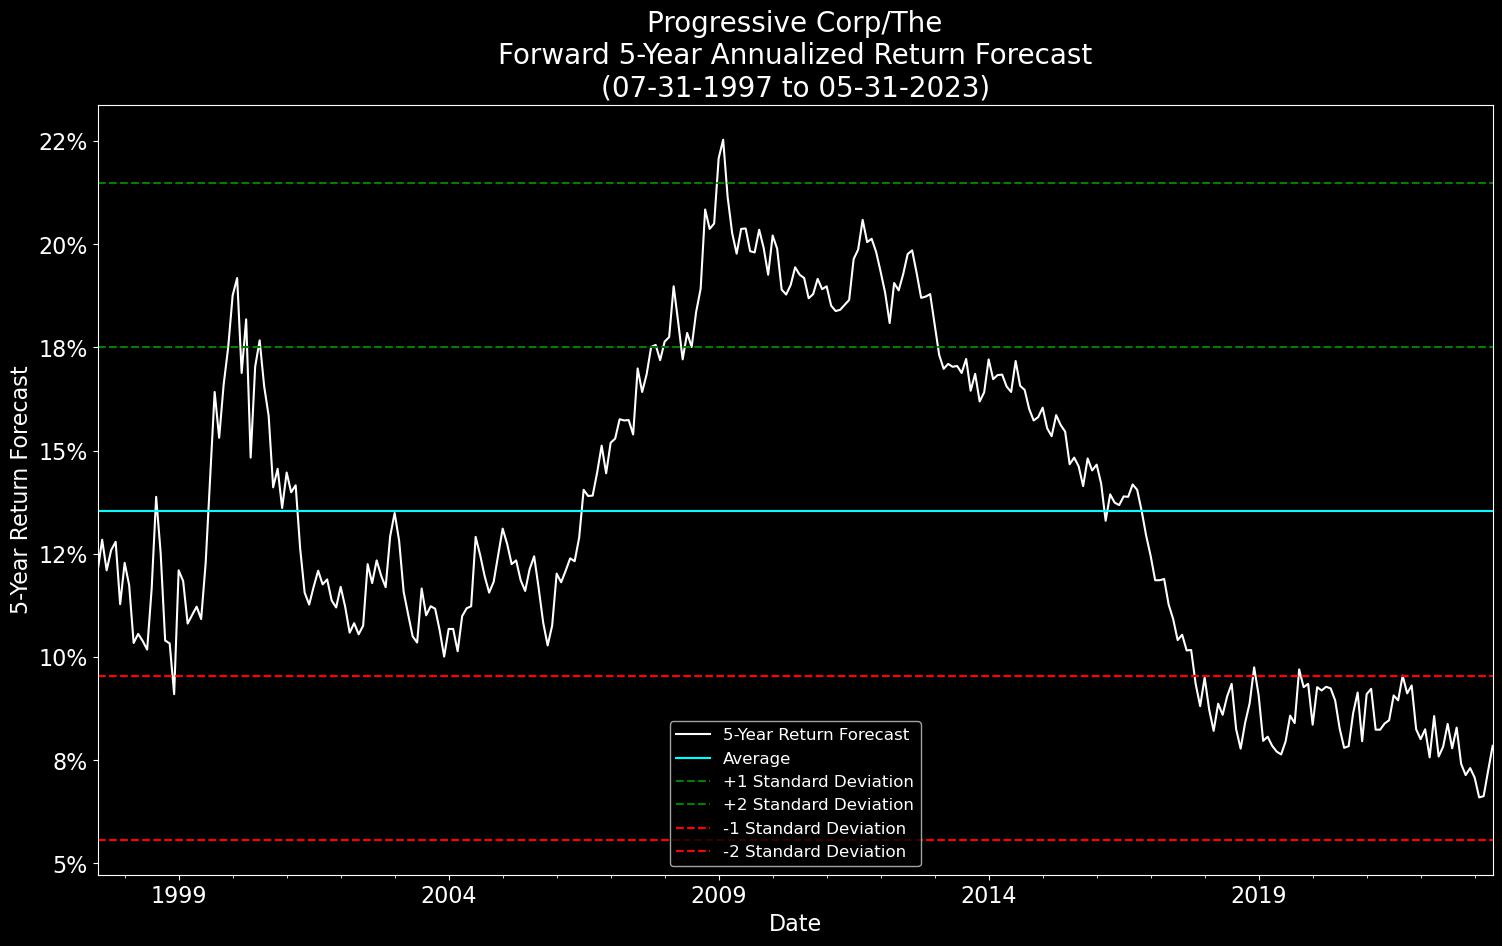 Progressive Corp/The
Forward 5-Year Annualized Return Forecast
(07-31-1997 to 05-31-2023)
5-Year Return Forecast
22%
20%
18%
15%
12%
10%
8%
5%
5-Year Return Forecast
Average
+1 Standard Deviation
+2 Standard Deviation
-1 Standard Deviation
-2 Standard Deviation
1999 2004 2009 2014 2019
Date